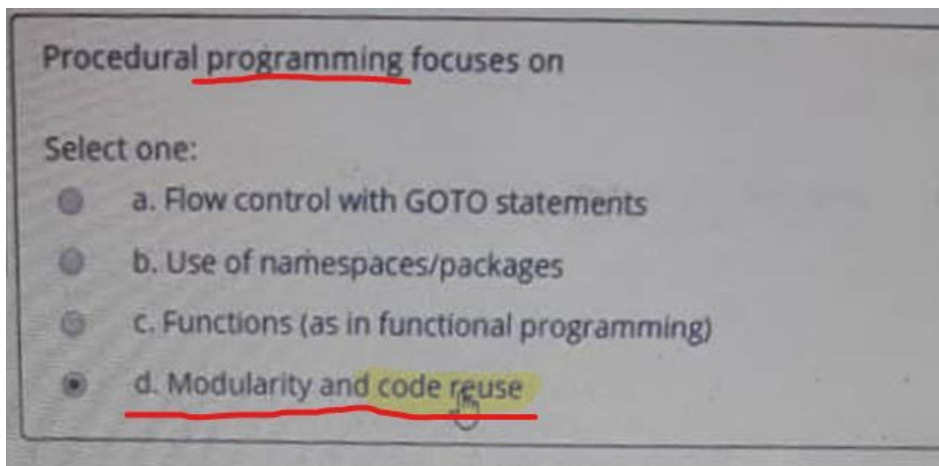 Procedural programming focuses on
Select one:
a. Flow control with GOTO statements
b. Use of namespaces/packages
c. Functions (as in functional programming)
d. Modularity and code reuse